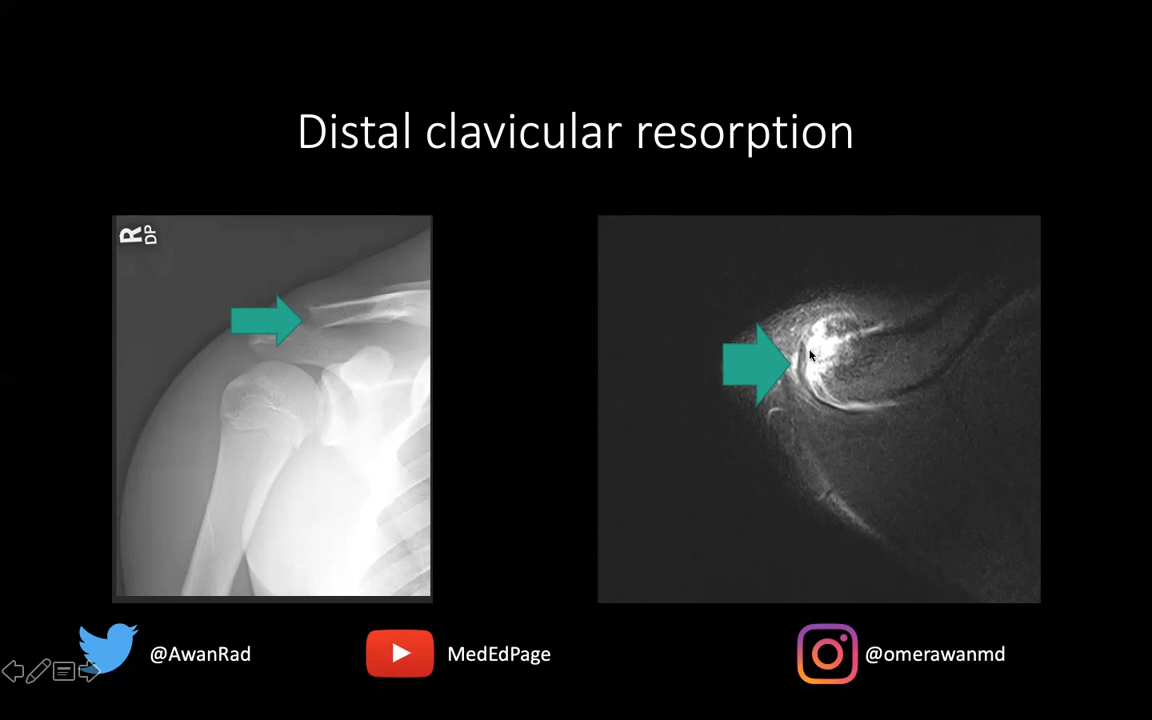 Distal clavicular resorption
R
DP
@AwanRad
MedEdPage
@omerawanmd